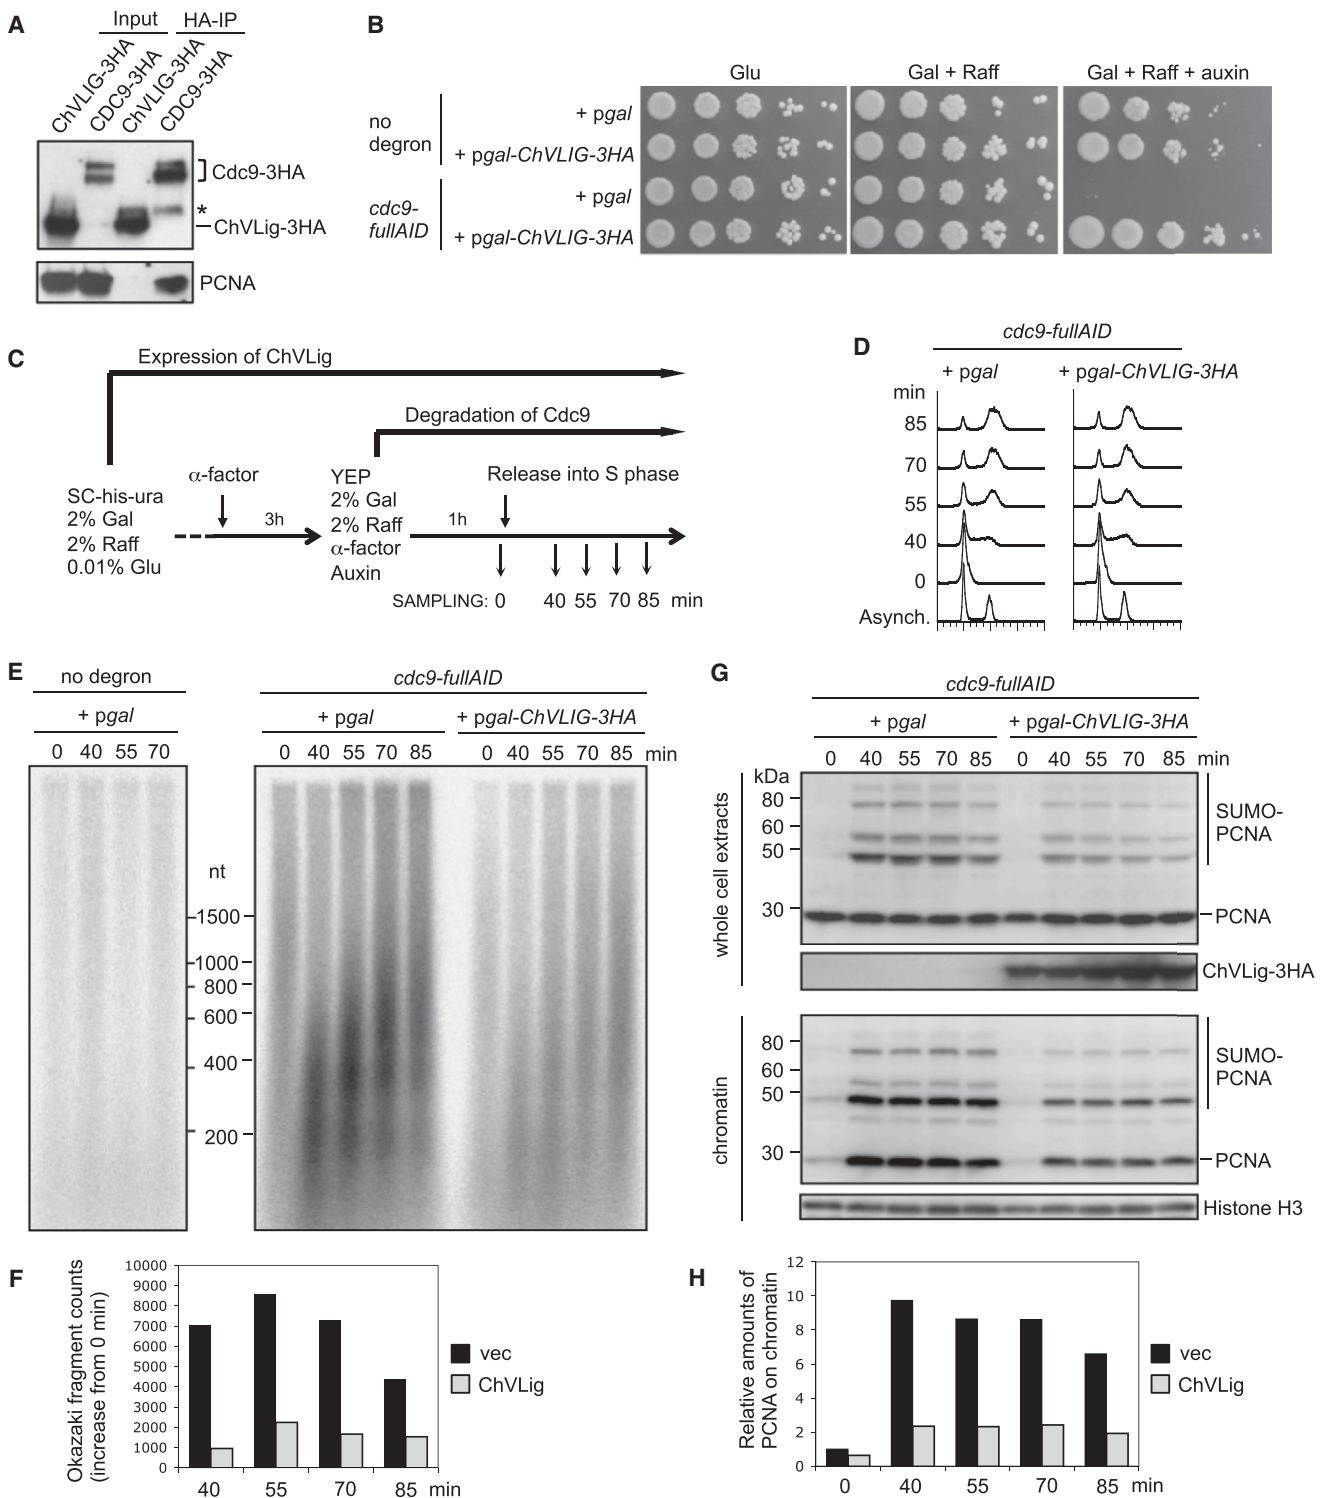 A
Input
HA-IP
ChVLIG-3HA
CDC9-3HA
ChVLIG-3HA
CDC9-3HA
Cdc9-3HA
*
ChVLig-3HA
PCNA
B
Glu
Gal + Raff
Gal + Raff + auxin
no degron
+ pgal
+ pgal-ChVLIG-3HA
cdc9-fullAID
+ pgal
+ pgal-ChVLIG-3HA
C
Expression of ChVLig
Degradation of Cdc9
α-factor
YEP
2% Gal
2% Raff
α-factor
Auxin
Release into S phase
SC-his-ura
2% Gal
2% Raff
0.01% Glu
3h
1h
SAMPLING: 0 40 55 70 85 min
D
cdc9-fullAID
+ pgal
+ pgal-ChVLIG-3HA
min
85
70
55
40
0
Asynch.
E
no degron
+ pgal
0 40 55 70
cdc9-fullAID
+ pgal
+ pgal-ChVLIG-3HA
0 40 55 70 85 0 40 55 70 85 min
nt
1500
1000
800
600
400
200
G
cdc9-fullAID
+ pgal
+ pgal-ChVLIG-3HA
0 40 55 70 85 0 40 55 70 85 min
kDa
80
60
50
30
whole cell extracts
SUMO-
PCNA
PCNA
ChVLig-3HA
chromatin
80
60
50
30
SUMO-
PCNA
PCNA
Histone H3
F
Okazaki fragment counts
(increase from 0 min)
10000
9000
8000
7000
6000
5000
4000
3000
2000
1000
0
40 55 70 85 min
vec
ChVLig
H
Relative amounts of
PCNA on chromatin
12
10
8
6
4
2
0
0 40 55 70 85 min
vec
ChVLig